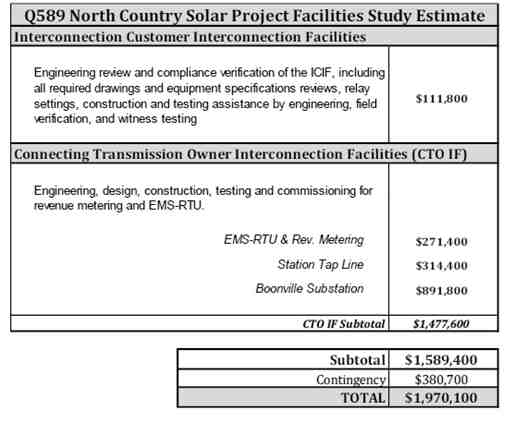 Q589 North Country Solar Project Facilities Study Estimate
Interconnection Customer Interconnection Facilities
Engineering review and compliance verification of the ICIF, including
all required drawings and equipment specifications reviews, relay
settings, construction and testing assistance by engineering, field
verification, and witness testing
$111,800
Connecting Transmission Owner Interconnection Facilities (CTO IF)
Engineering, design, construction, testing and commissioning for
revenue metering and EMS-RTU.
EMS-RTU & Rev. Metering $271,400
Station Tap Line $314,400
Boonville Substation $891,800
CTO IF Subtotal $1,477,600
Subtotal $1,589,400
Contingency $380,700
TOTAL $1,970,100